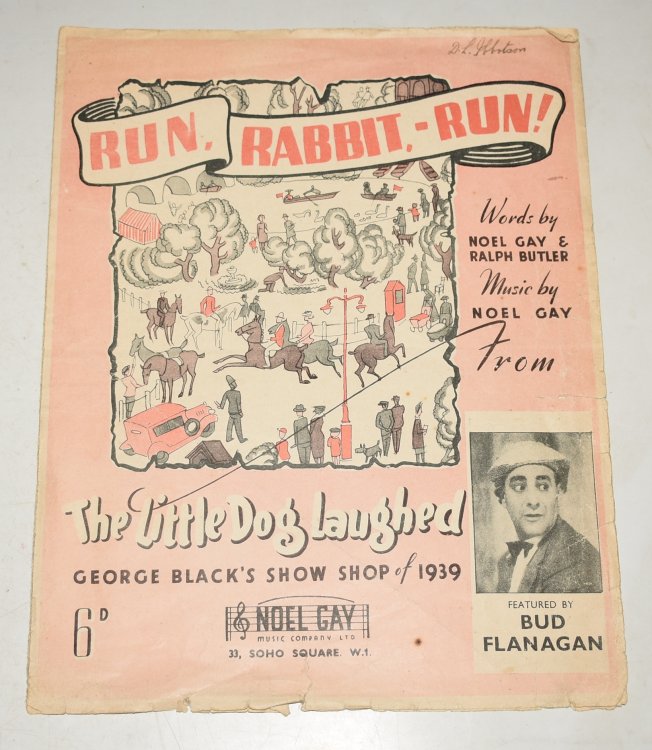 D. L. Ibbotson
RUN, RABBIT,-RUN!
Words by
NOEL GAY &
RALPH BUTLER
Music by
NOEL GAY
From
The Little Dog Laughed
GEORGE BLACK'S SHOW SHOP of 1939
6D
NOEL GAY
MUSIC COMPANY LTD
33, SOHO SQUARE. W.1.
FEATURED BY
BUD
FLANAGAN